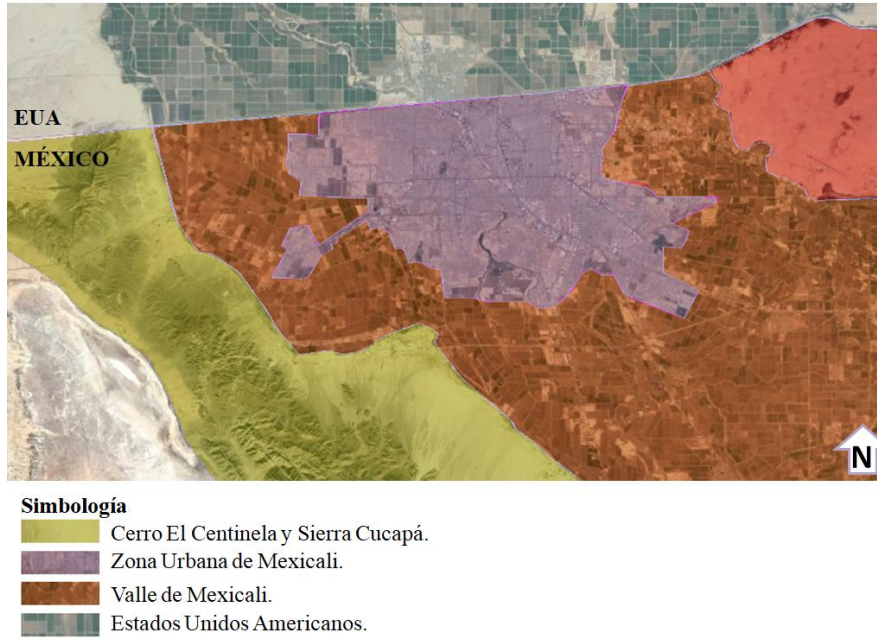 EUA
MÉXICO
N
Simbología
Cerro El Centinela y Sierra Cucapá.
Zona Urbana de Mexicali.
Valle de Mexicali.
Estados Unidos Americanos.